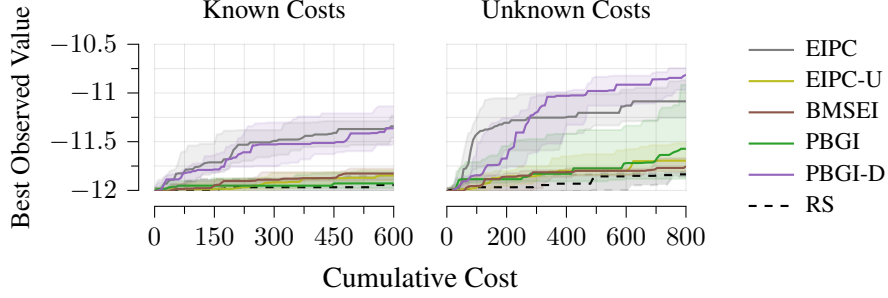 Known Costs
Unknown Costs
Best Observed Value
−10.5
−11
−11.5
−12
0 150 300 450 600
0 200 400 600 800
Cumulative Cost
EIPC
EIPC-U
BMSEI
PBGI
PBGI-D
RS